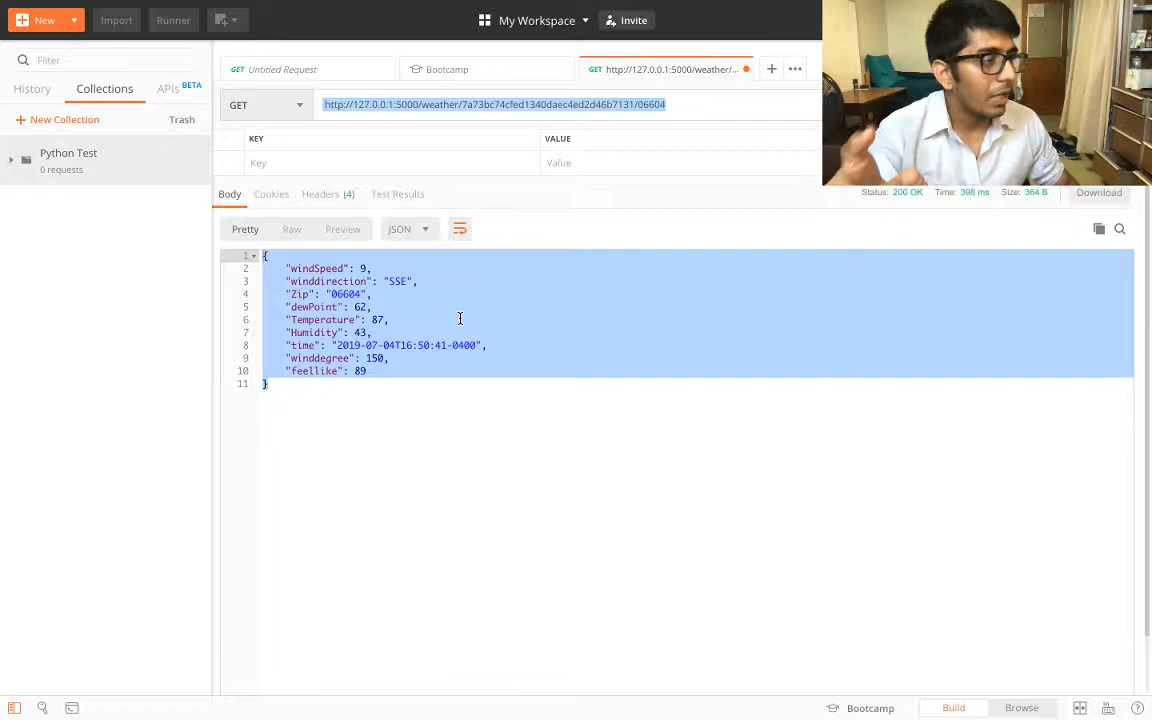 New
Import
Runner
My Workspace
Invite
Filter
History
Collections
APIs BETA
+ New Collection
Trash
Python Test
0 requests
GET Untitled Request
Bootcamp
GET http://127.0.0.1:5000/weather/...
GET
http://127.0.0.1:5000/weather/7a73bc74cfed1340daec4ed2d46b7131/06604
KEY
VALUE
Key
Value
Body
Cookies
Headers (4)
Test Results
Status: 200 OK
Time: 398 ms
Size: 364 B
Download
Pretty
Raw
Preview
JSON
1 {
2 "windSpeed": 9,
3 "winddirection": "SSE",
4 "Zip": "06604",
5 "dewPoint": 62,
6 "Temperature": 87,
7 "Humidity": 43,
8 "time": "2019-07-04T16:50:41-0400",
9 "winddegree": 150,
10 "feellike": 89
11 }
Bootcamp
Build
Browse